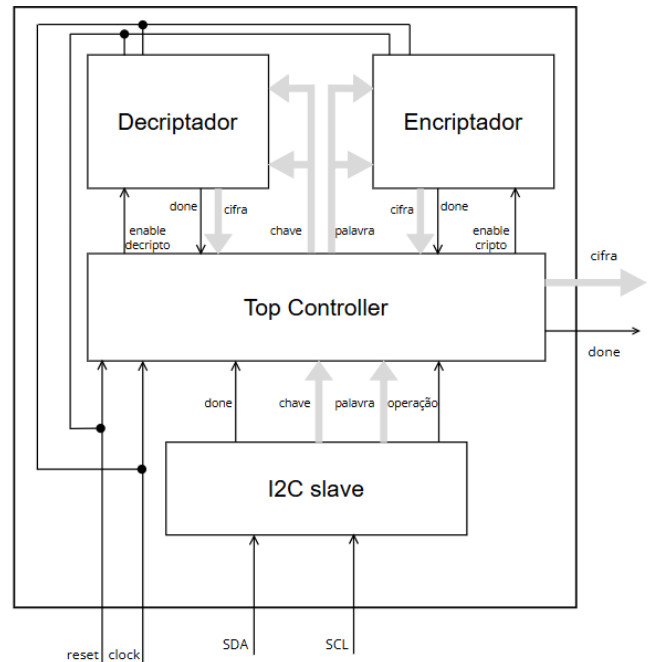 Decriptador
Encriptador
done
cifra
enable
decripto
chave
palavra
cifra
done
enable
cripto
cifra
Top Controller
done
done
chave
palavra
operação
I2C slave
SDA
SCL
reset
clock